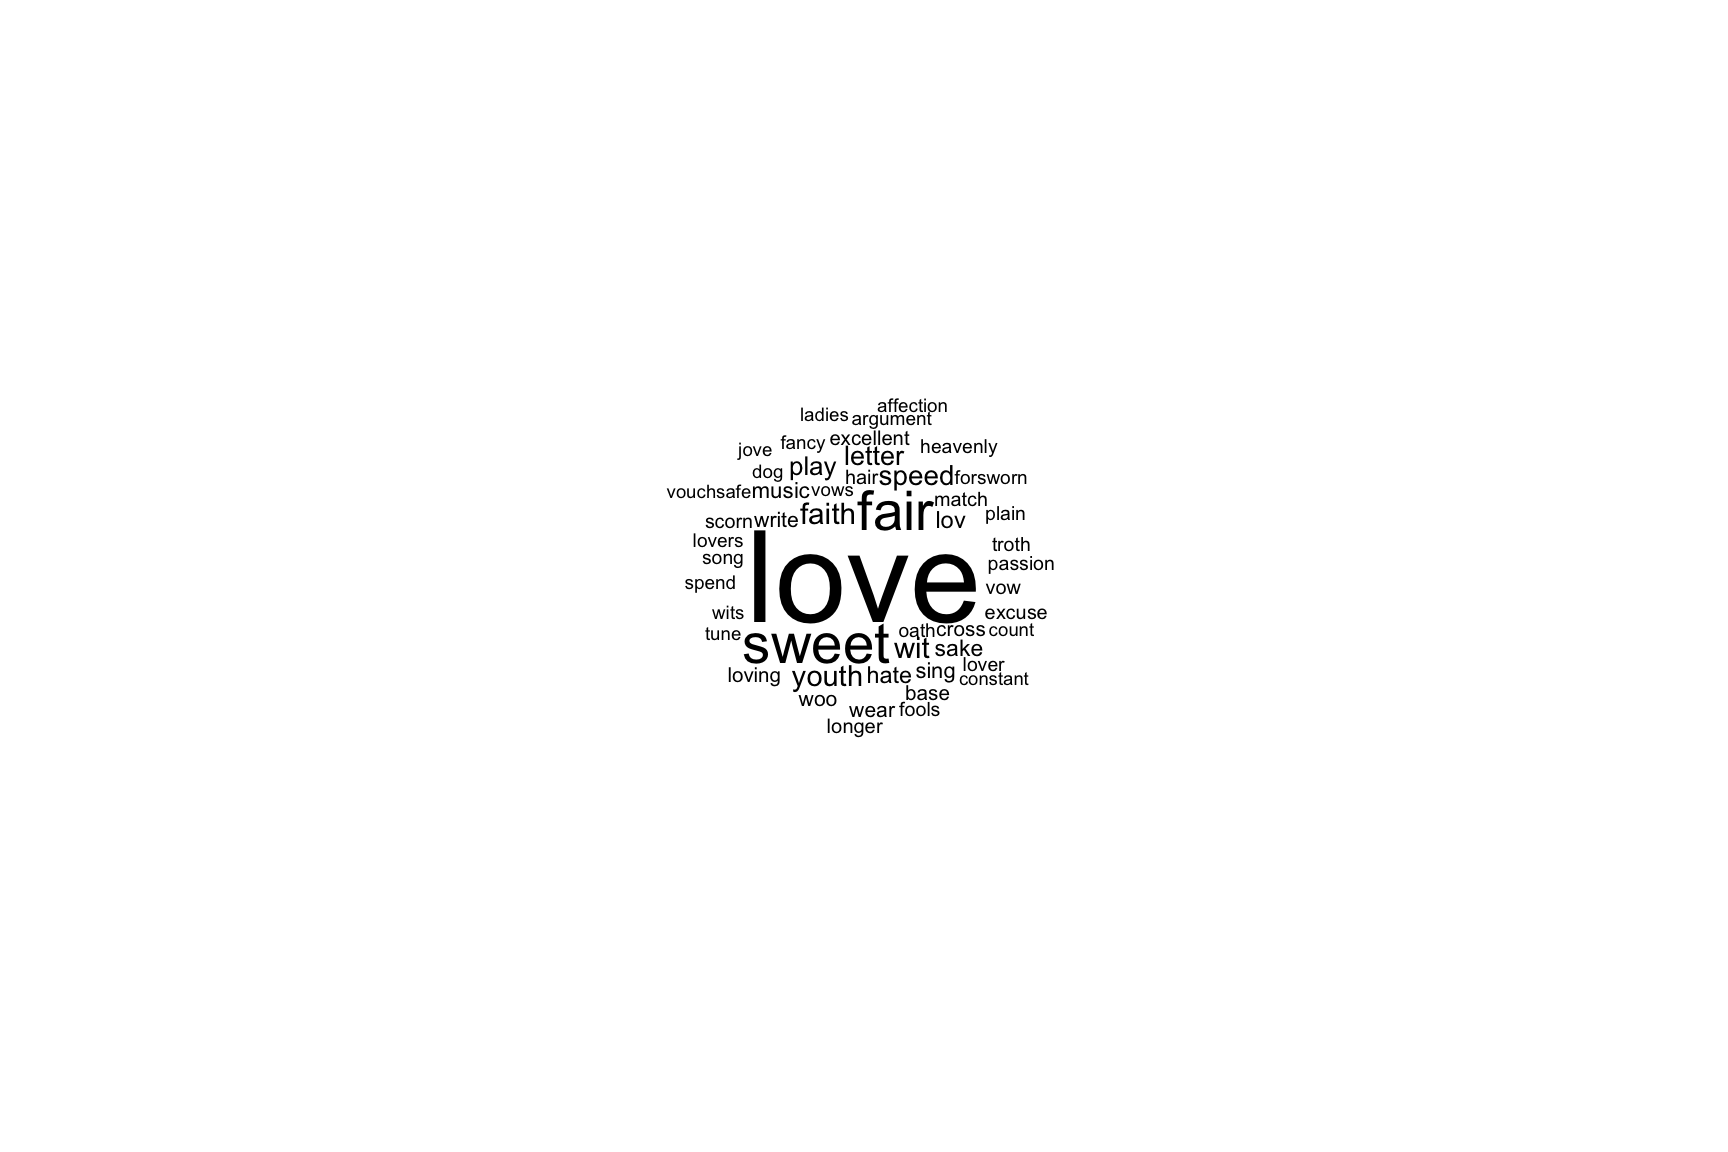 affection
ladies argument
fancy excellent
jove heavenly
letter
dog play hair speed forsworn
vouchsafe music vows
fair match
scorn write faith lov plain
lovers troth
song passion
love
spend vow
wits excuse
tune oath cross count
sweet wit sake
lover
loving youth hate sing constant
woo base
wear fools
longer